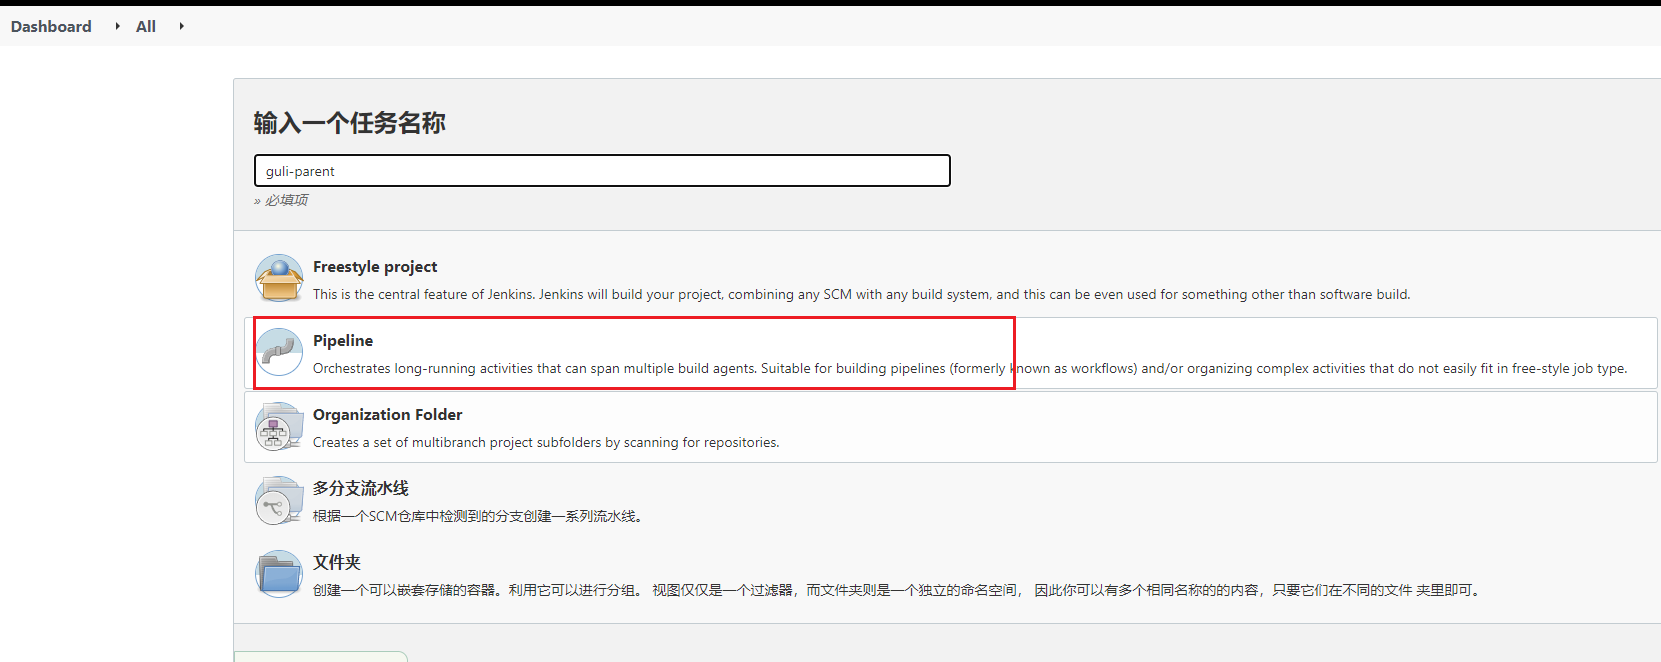 Dashboard All
输入一个任务名称
guli-parent
» 必填项
Freestyle project
This is the central feature of Jenkins. Jenkins will build your project, combining any SCM with any build system, and this can be even used for something other than software build.
Pipeline
Orchestrates long-running activities that can span multiple build agents. Suitable for building pipelines (formerly known as workflows) and/or organizing complex activities that do not easily fit in free-style job type.
Organization Folder
Creates a set of multibranch project subfolders by scanning for repositories.
多分支流水线
根据一个SCM仓库中检测到的分支创建一系列流水线。
文件夹
创建一个可以嵌套存储的容器。利用它可以进行分组。 视图仅仅是一个过滤器，而文件夹则是一个独立的命名空间， 因此你可以有多个相同名称的的内容，只要它们在不同的文件 夹里即可。